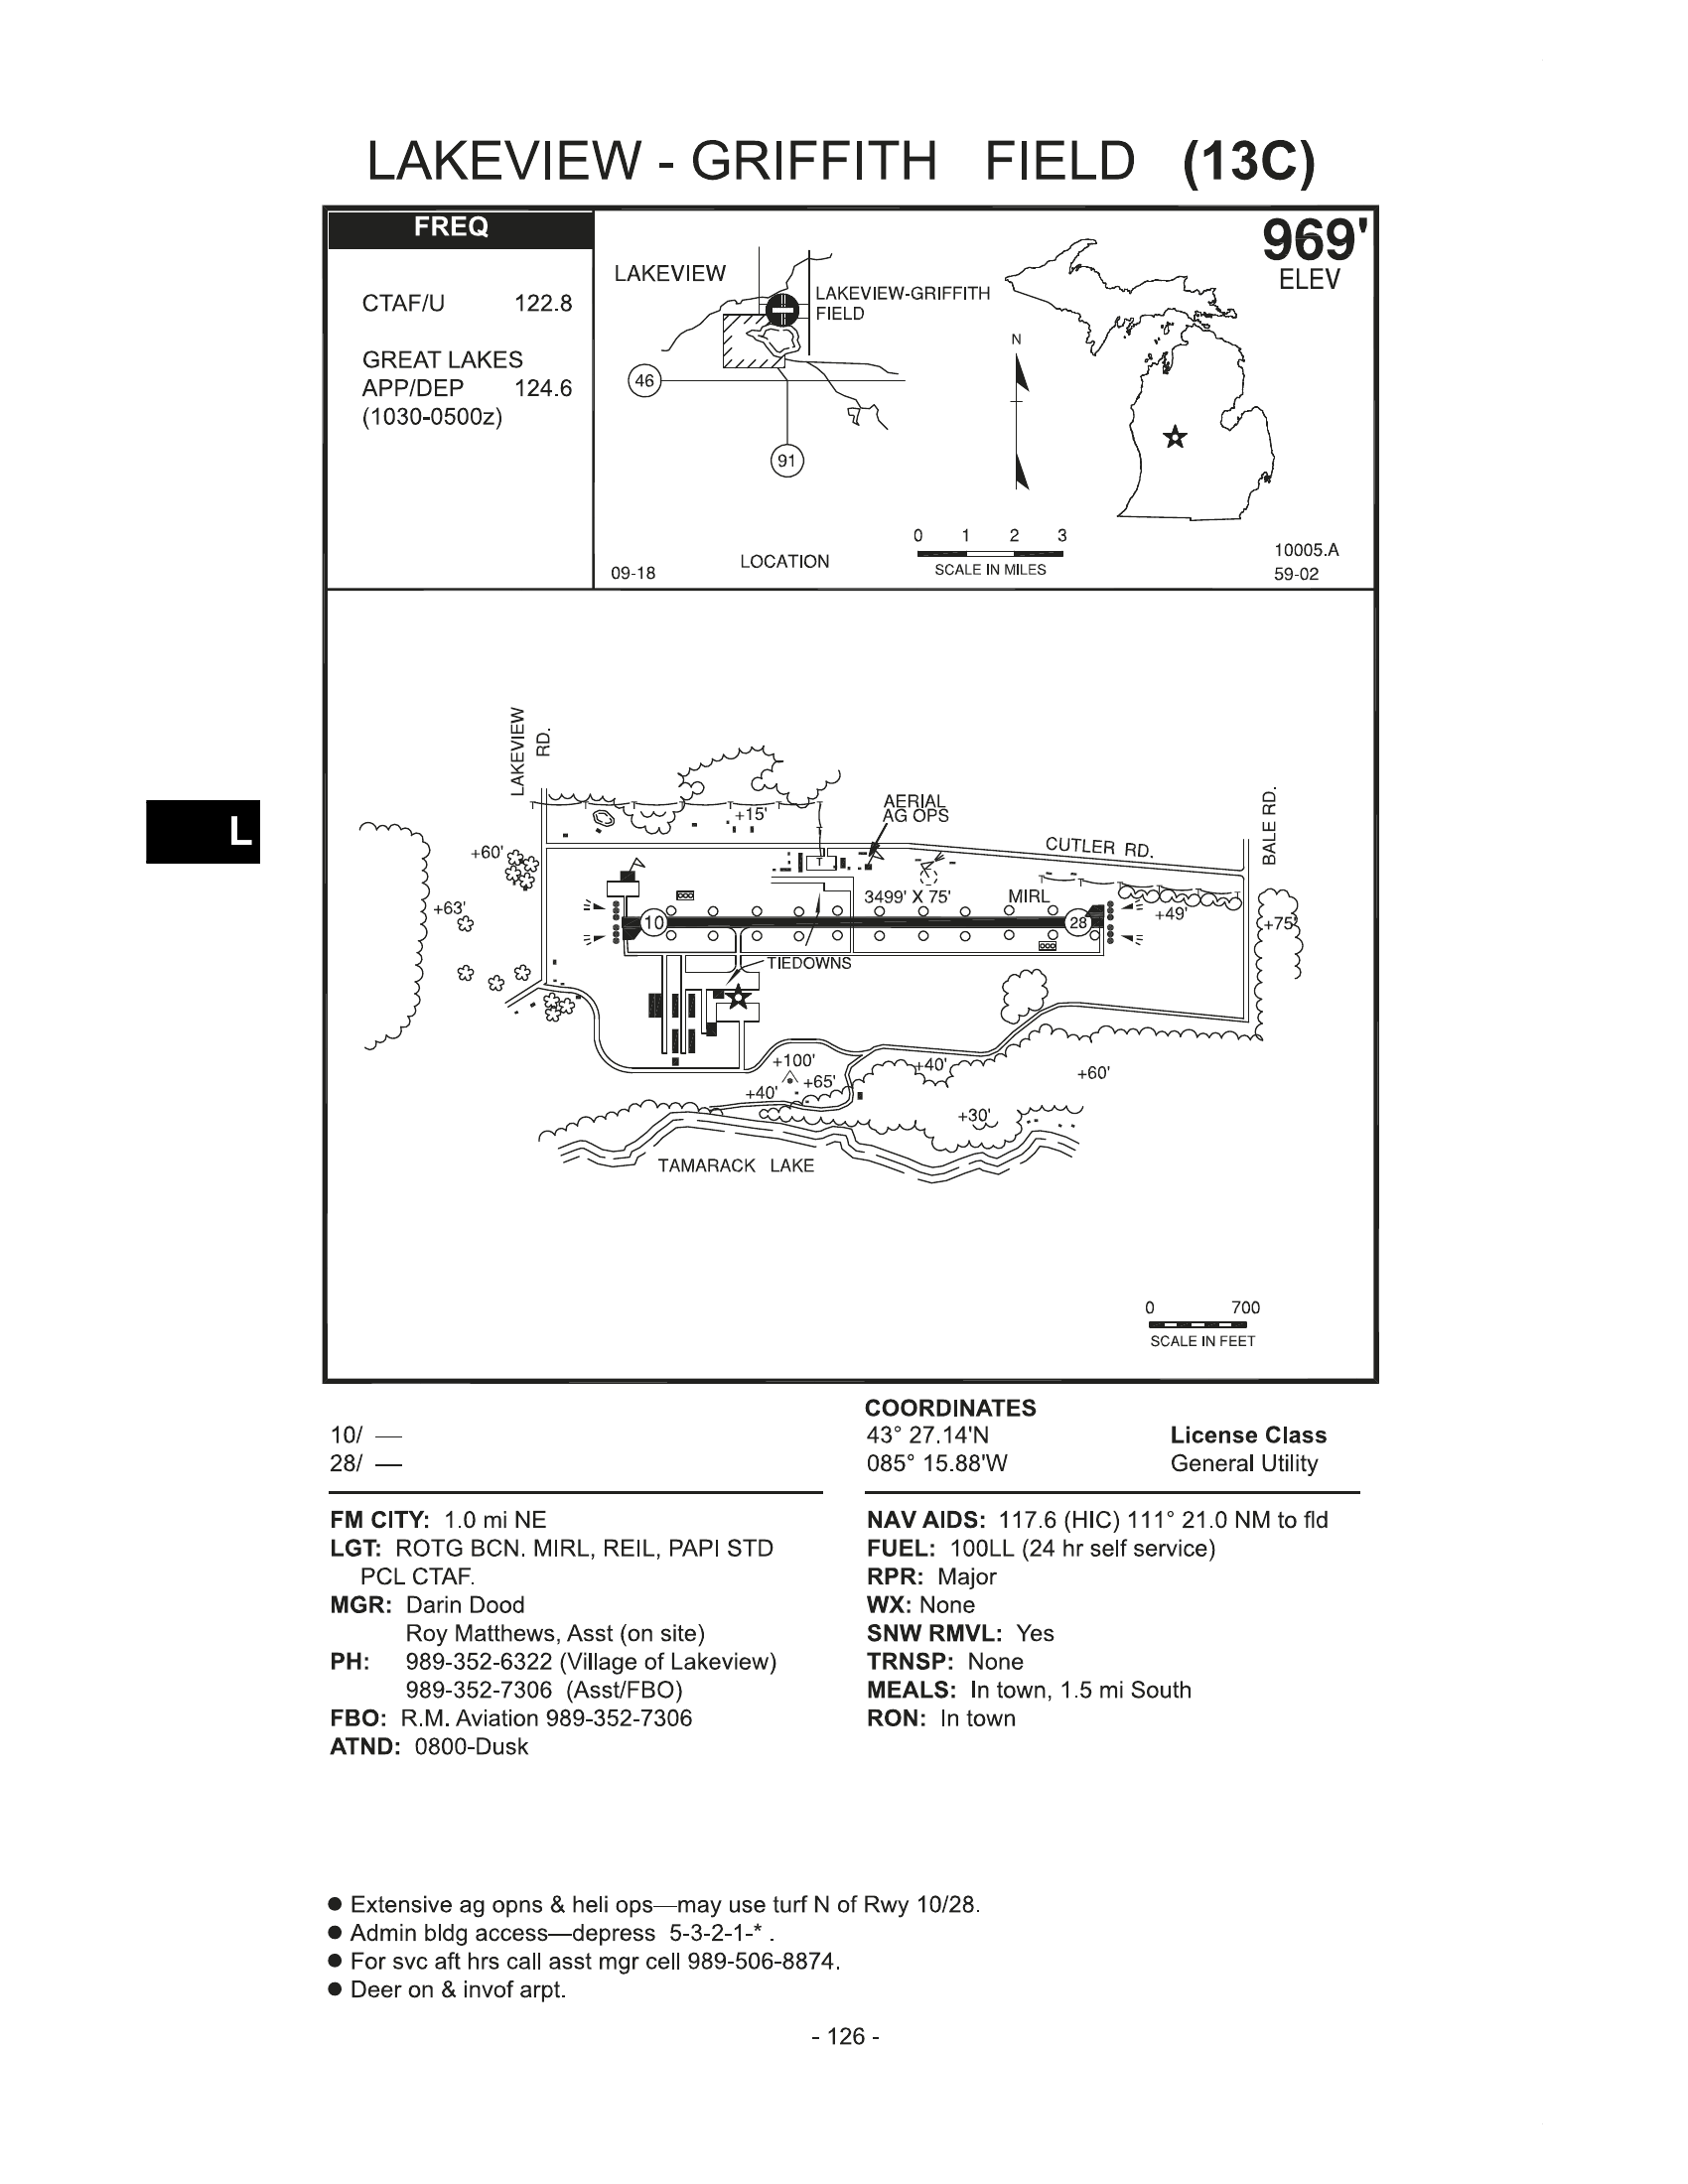 LAKEVIEW - GRIFFITH FIELD (13C)
FREQ
CTAF/U 122.8
GREAT LAKES
APP/DEP 124.6
(1030-0500z)
LAKEVIEW
LAKEVIEW-GRIFFITH
FIELD
46
91
N
969'
ELEV
0 1 2 3
SCALE IN MILES
LOCATION
09-18
10005.A
59-02
LAKEVIEW
RD.
+15'
AERIAL
AG OPS
CUTLER RD.
BALE RD.
+60'
+63'
3499' X 75'
MIRL
+49'
+75'
10
28
TIEDOWNS
+100'
+65'
+40'
+40'
+60'
+30'
TAMARACK LAKE
0 700
SCALE IN FEET
L
10/ —
28/ —
COORDINATES
43° 27.14'N
085° 15.88'W
License Class
General Utility
FM CITY: 1.0 mi NE
LGT: ROTG BCN. MIRL, REIL, PAPI STD
PCL CTAF.
MGR: Darin Dood
Roy Matthews, Asst (on site)
PH: 989-352-6322 (Village of Lakeview)
989-352-7306 (Asst/FBO)
FBO: R.M. Aviation 989-352-7306
ATND: 0800-Dusk
NAV AIDS: 117.6 (HIC) 111° 21.0 NM to fld
FUEL: 100LL (24 hr self service)
RPR: Major
WX: None
SNW RMVL: Yes
TRNSP: None
MEALS: In town, 1.5 mi South
RON: In town
● Extensive ag opns & heli ops—may use turf N of Rwy 10/28.
● Admin bldg access—depress 5-3-2-1-* .
● For svc aft hrs call asst mgr cell 989-506-8874.
● Deer on & invof arpt.
- 126 -